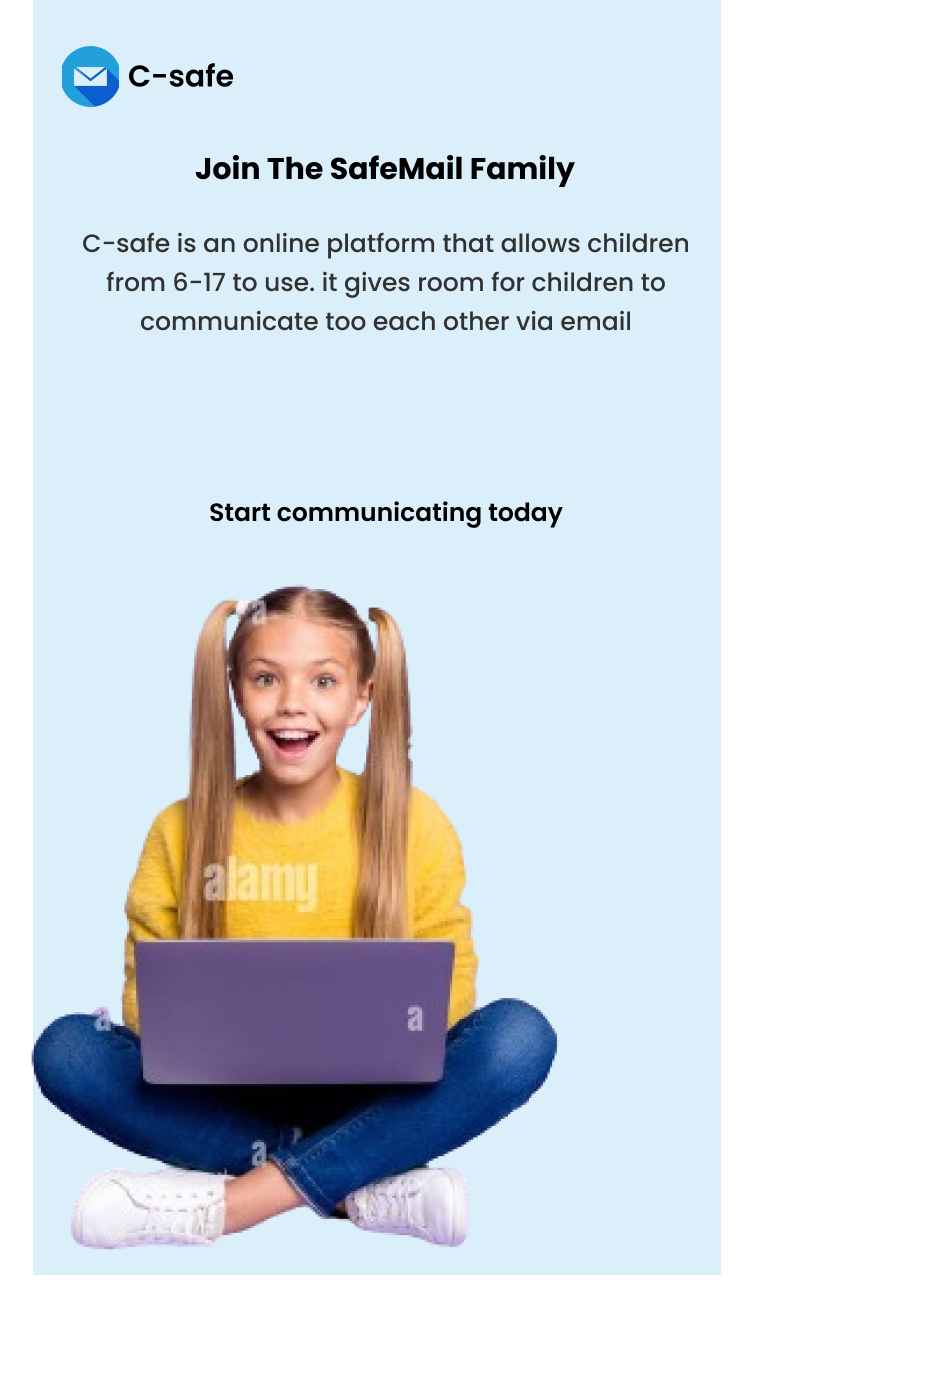 C-safe
Join The SafeMail Family
C-safe is an online platform that allows children
from 6-17 to use. it gives room for children to
communicate too each other via email
Start communicating today
a
alamy
a
a
a